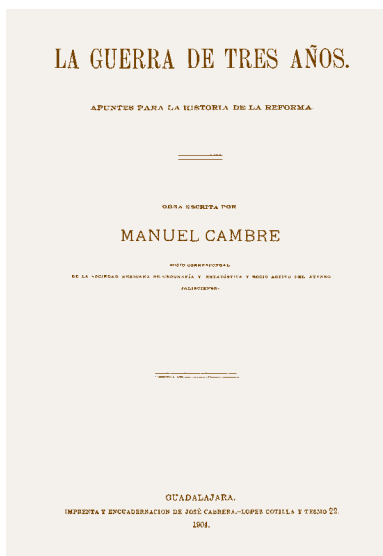 LA GUERRA DE TRES AÑOS.
APUNTES PARA LA HISTORIA DE LA REFORMA.
OBRA ESCRITA POR
MANUEL CAMBRE
SOCIO CORRESPONSAL
DE LA SOCIEDAD MEXICANA DE GEOGRAFÍA Y ESTADÍSTICA Y SOCIO ACTIVO DEL ATENEO
JALISCIENSE.
GUADALAJARA.
IMPRENTA Y ENCUADERNACION DE JOSÉ CABRERA.—LOPEZ COTILLA Y TESMO 22.
1904.